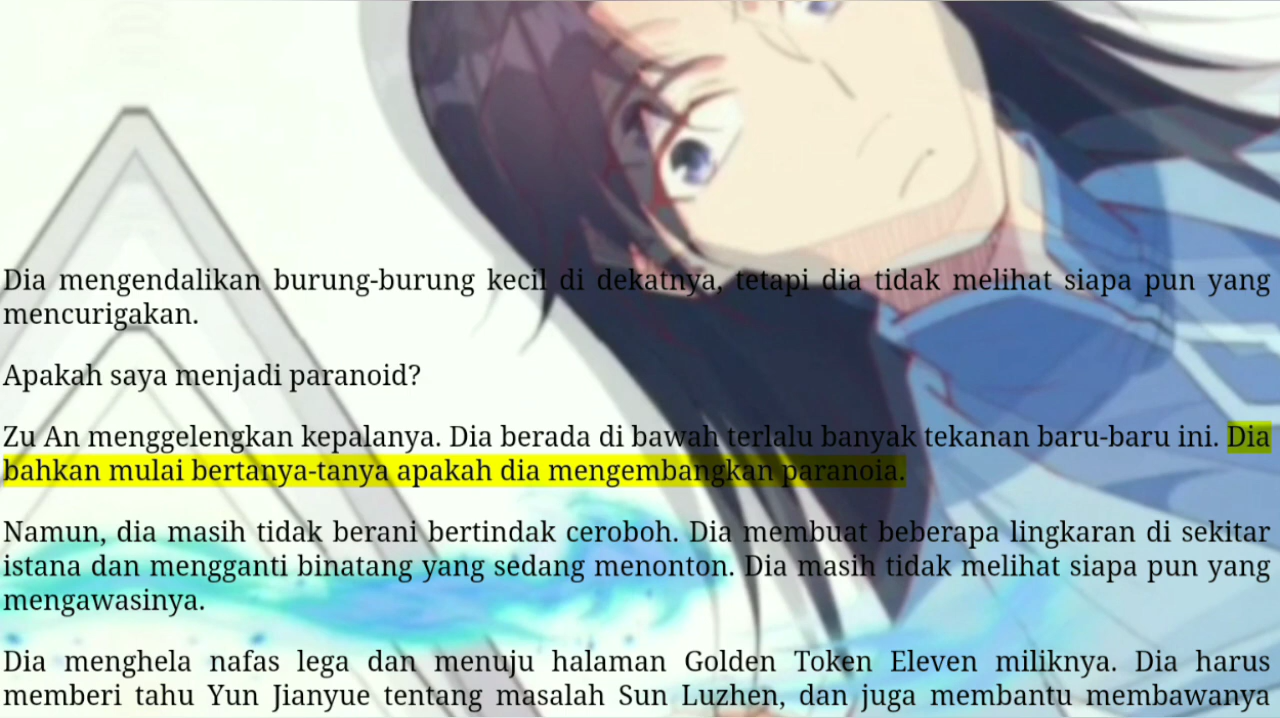 Dia mengendalikan burung-burung kecil di dekatnya, tetapi dia tidak melihat siapa pun yang
mencurigakan.
Apakah saya menjadi paranoid?
Zu An menggelengkan kepalanya. Dia berada di bawah terlalu banyak tekanan baru-baru ini. Dia
bahkan mulai bertanya-tanya apakah dia mengembangkan paranoia.
Namun, dia masih tidak berani bertindak ceroboh. Dia membuat beberapa lingkaran di sekitar
istana dan mengganti binatang yang sedang menonton. Dia masih tidak melihat siapa pun yang
mengawasinya.
Dia menghela nafas lega dan menuju halaman Golden Token Eleven miliknya. Dia harus
memberi tahu Yun Jianyue tentang masalah Sun Luzhen, dan juga membantu membawanya